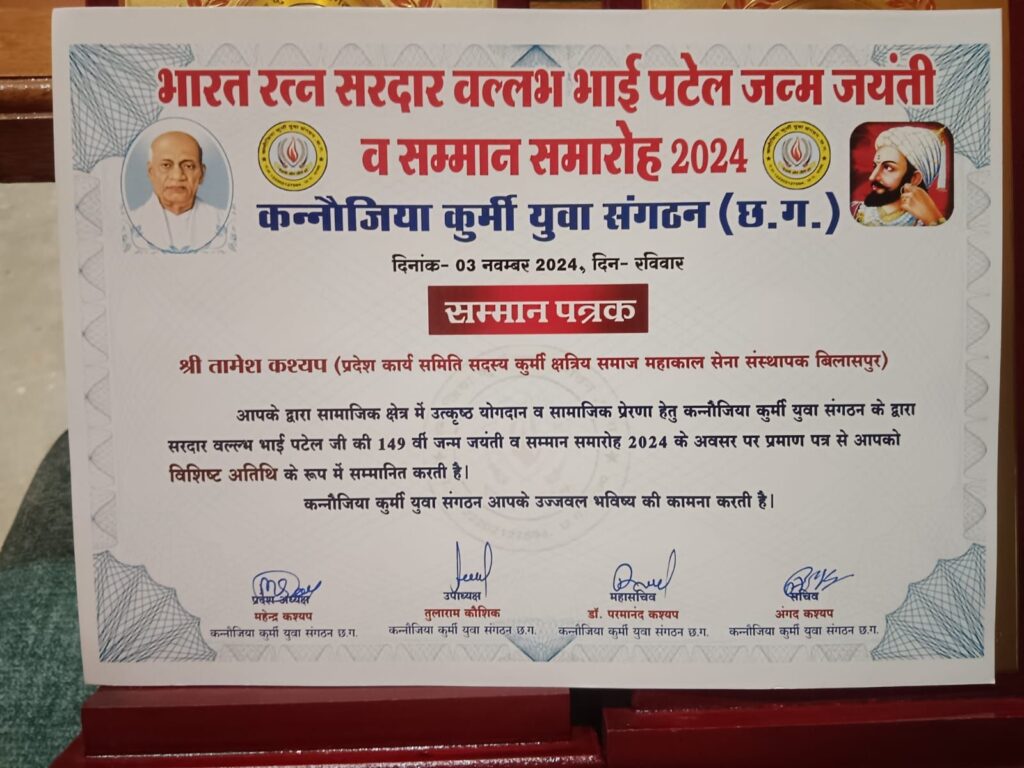 भारत रत्न सरदार वल्लभ भाई पटेल जन्म जयंती
व सम्मान समारोह 2024
कन्नौजिया कुर्मी युवा संगठन (छ.ग.)
दिनांक- 03 नवम्बर 2024, दिन- रविवार
सम्मान पत्रक
श्री तामेश कश्यप (प्रदेश कार्य समिति सदस्य कुर्मी क्षत्रिय समाज महाकाल सेना संस्थापक बिलासपुर)
आपके द्वारा सामाजिक क्षेत्र में उत्कृष्ठ योगदान व सामाजिक प्रेरणा हेतु कन्नौजिया कुर्मी युवा संगठन के द्वारा
सरदार वल्ल्भ भाई पटेल जी की 149 वीं जन्म जयंती व सम्मान समारोह 2024 के अवसर पर प्रमाण पत्र से आपको
विशिष्ट अतिथि के रूप में सम्मानित करती है।
कन्नौजिया कुर्मी युवा संगठन आपके उज्जवल भविष्य की कामना करती है।
प्रदेश अध्यक्ष
महेन्द्र कश्यप
कन्नौजिया कुर्मी युवा संगठन छ.ग.
उपाध्यक्ष
तुलाराम कौशिक
कन्नौजिया कुर्मी युवा संगठन छ.ग.
महासचिव
डॉ. परमानंद कश्यप
कन्नौजिया कुर्मी युवा संगठन छ.ग.
सचिव
अंगद कश्यप
कन्नौजिया कुर्मी युवा संगठन छ.ग.